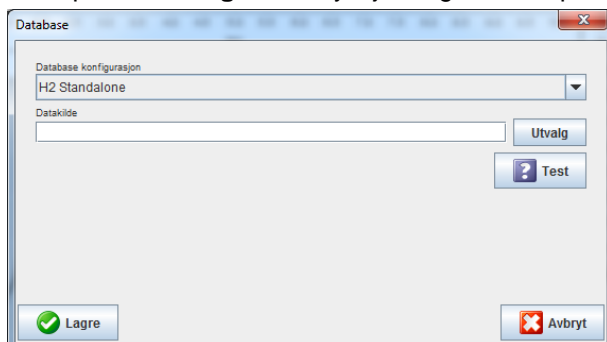 Database
Database konfigurasjon
H2 Standalone
Datakilde
Utvalg
? Test
Lagre
Avbryt